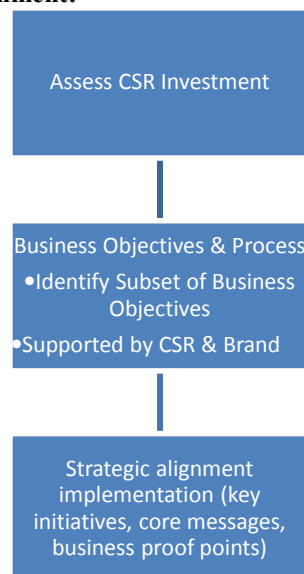 Assess CSR Investment
Business Objectives & Process
•Identify Subset of Business
Objectives
•Supported by CSR & Brand
Strategic alignment
implementation (key
initiatives, core messages,
business proof points)